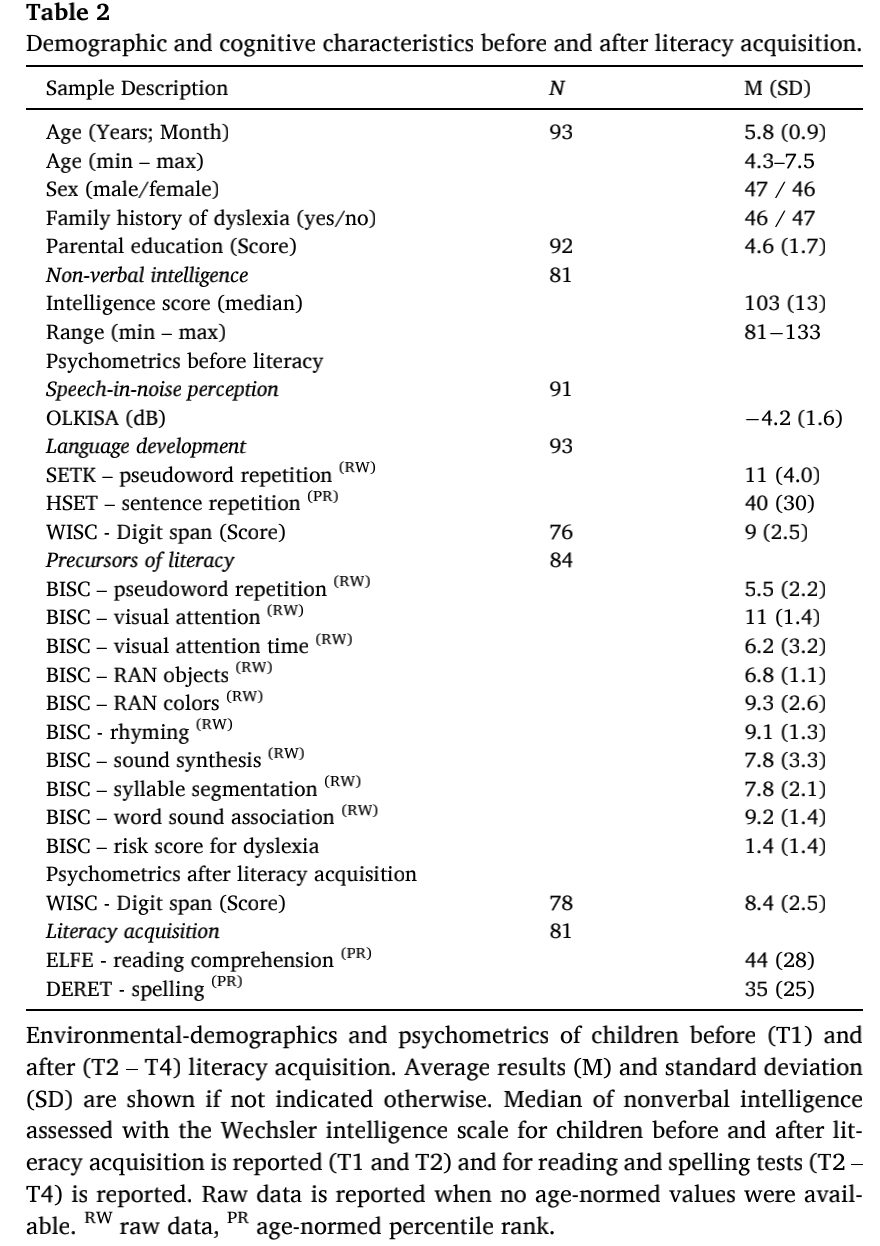 Table 2
Demographic and cognitive characteristics before and after literacy acquisition.
Sample Description N M (SD)
Age (Years; Month) 93 5.8 (0.9)
Age (min – max) 4.3–7.5
Sex (male/female) 47 / 46
Family history of dyslexia (yes/no) 46 / 47
Parental education (Score) 92 4.6 (1.7)
Non-verbal intelligence 81
Intelligence score (median) 103 (13)
Range (min – max) 81−133
Psychometrics before literacy
Speech-in-noise perception 91
OLKISA (dB) −4.2 (1.6)
Language development 93
SETK – pseudoword repetition (RW) 11 (4.0)
HSET – sentence repetition (PR) 40 (30)
WISC - Digit span (Score) 76 9 (2.5)
Precursors of literacy 84
BISC – pseudoword repetition (RW) 5.5 (2.2)
BISC – visual attention (RW) 11 (1.4)
BISC – visual attention time (RW) 6.2 (3.2)
BISC – RAN objects (RW) 6.8 (1.1)
BISC – RAN colors (RW) 9.3 (2.6)
BISC - rhyming (RW) 9.1 (1.3)
BISC – sound synthesis (RW) 7.8 (3.3)
BISC – syllable segmentation (RW) 7.8 (2.1)
BISC – word sound association (RW) 9.2 (1.4)
BISC – risk score for dyslexia 1.4 (1.4)
Psychometrics after literacy acquisition
WISC - Digit span (Score) 78 8.4 (2.5)
Literacy acquisition 81
ELFE - reading comprehension (PR) 44 (28)
DERET - spelling (PR) 35 (25)
Environmental-demographics and psychometrics of children before (T1) and
after (T2 – T4) literacy acquisition. Average results (M) and standard deviation
(SD) are shown if not indicated otherwise. Median of nonverbal intelligence
assessed with the Wechsler intelligence scale for children before and after lit-
eracy acquisition is reported (T1 and T2) and for reading and spelling tests (T2 –
T4) is reported. Raw data is reported when no age-normed values were avail-
able. RW raw data, PR age-normed percentile rank.